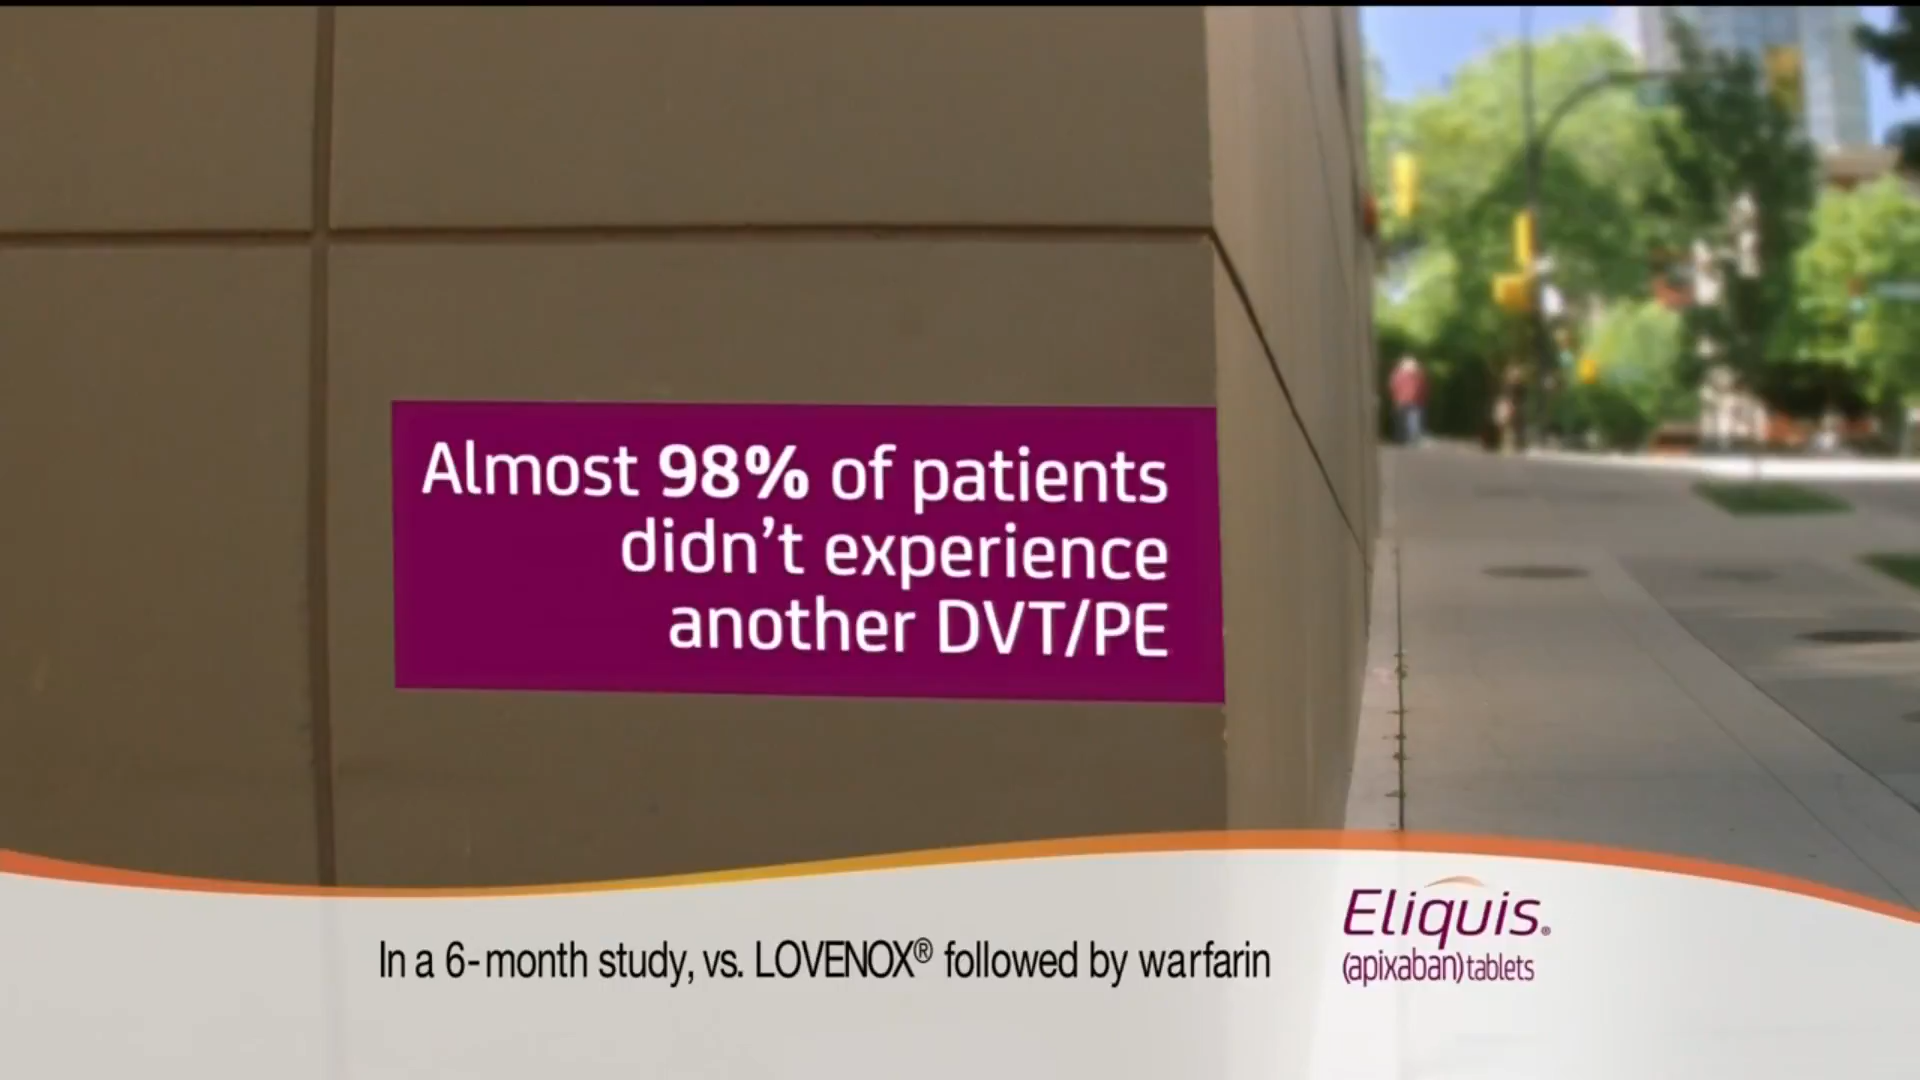 Almost 98% of patients
didn't experience
another DVT/PE
In a 6-month study, vs. LOVENOX® followed by warfarin
Eliquis®
(apixaban) tablets